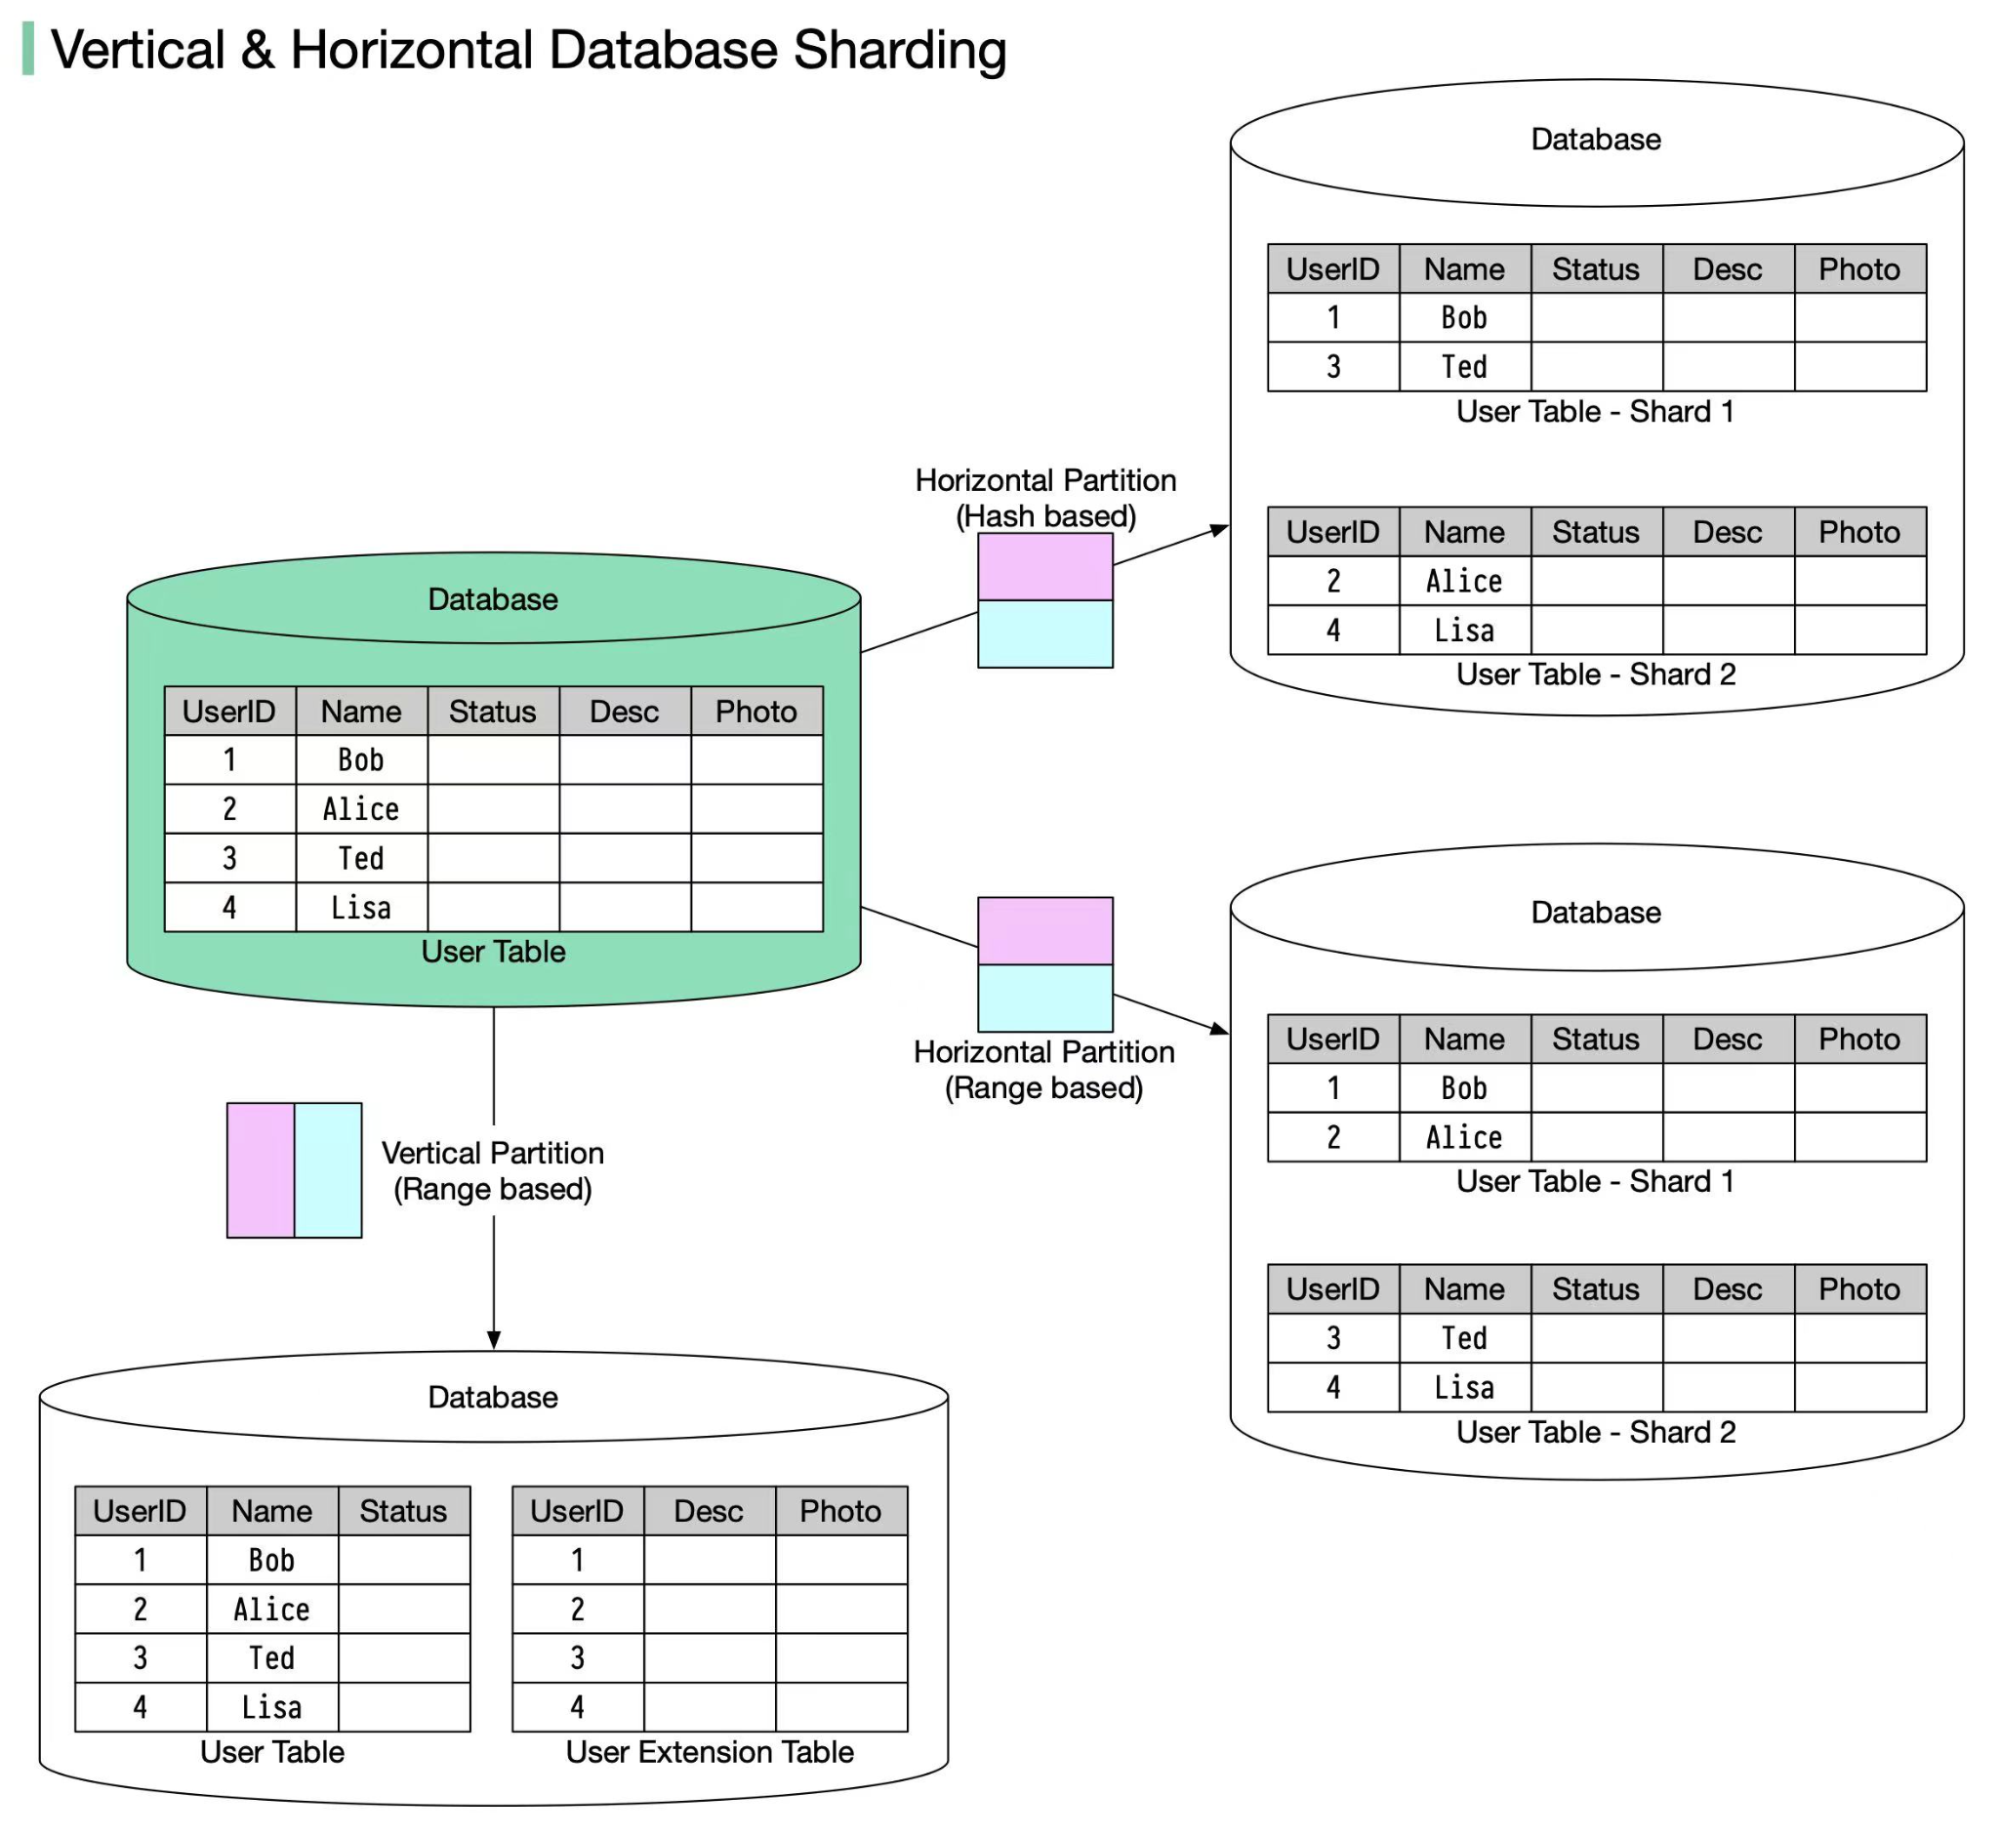 Vertical & Horizontal Database Sharding
Database
UserID Name Status Desc Photo
1 Bob
3 Ted
User Table - Shard 1
UserID Name Status Desc Photo
2 Alice
4 Lisa
User Table - Shard 2
Horizontal Partition
(Hash based)
Database
UserID Name Status Desc Photo
1 Bob
2 Alice
3 Ted
4 Lisa
User Table
Horizontal Partition
(Range based)
Database
UserID Name Status Desc Photo
1 Bob
2 Alice
User Table - Shard 1
UserID Name Status Desc Photo
3 Ted
4 Lisa
User Table - Shard 2
Vertical Partition
(Range based)
Database
UserID Name Status
1 Bob
2 Alice
3 Ted
4 Lisa
User Table
UserID Desc Photo
1
2
3
4
User Extension Table